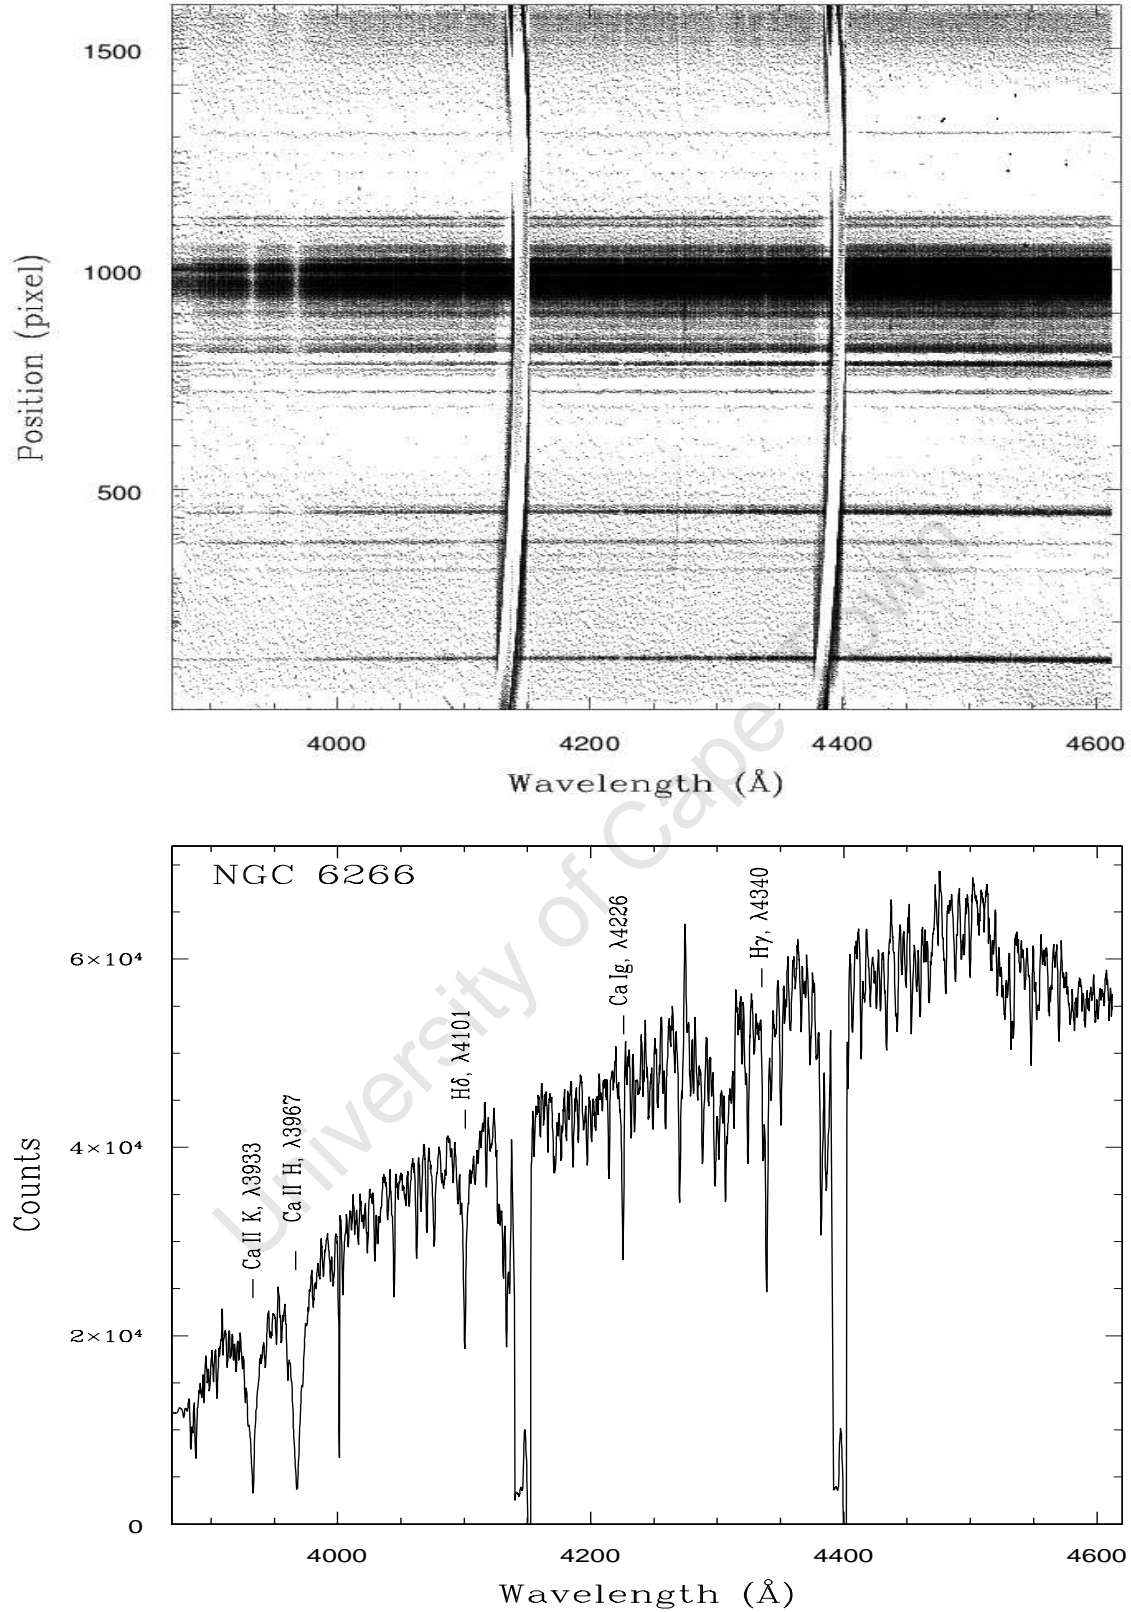 1500
1000
500
Position (pixel)
4000 4200 4400 4600
Wavelength (Å)
NGC 6266
6×10⁴
4×10⁴
2×10⁴
0
Counts
Ca II K, λ3933
Ca II H, λ3967
Hδ, λ4101
Ca Ig, λ4226
Hγ, λ4340
4000 4200 4400 4600
Wavelength (Å)
University of Cape Town